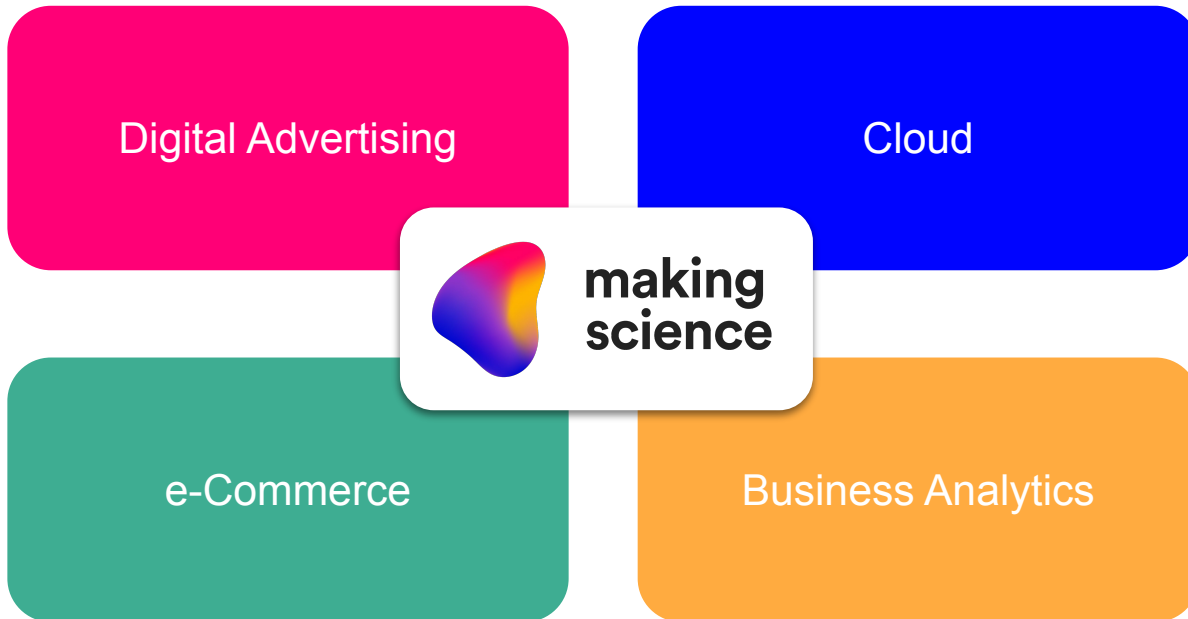 Digital Advertising
Cloud
making
science
e-Commerce
Business Analytics